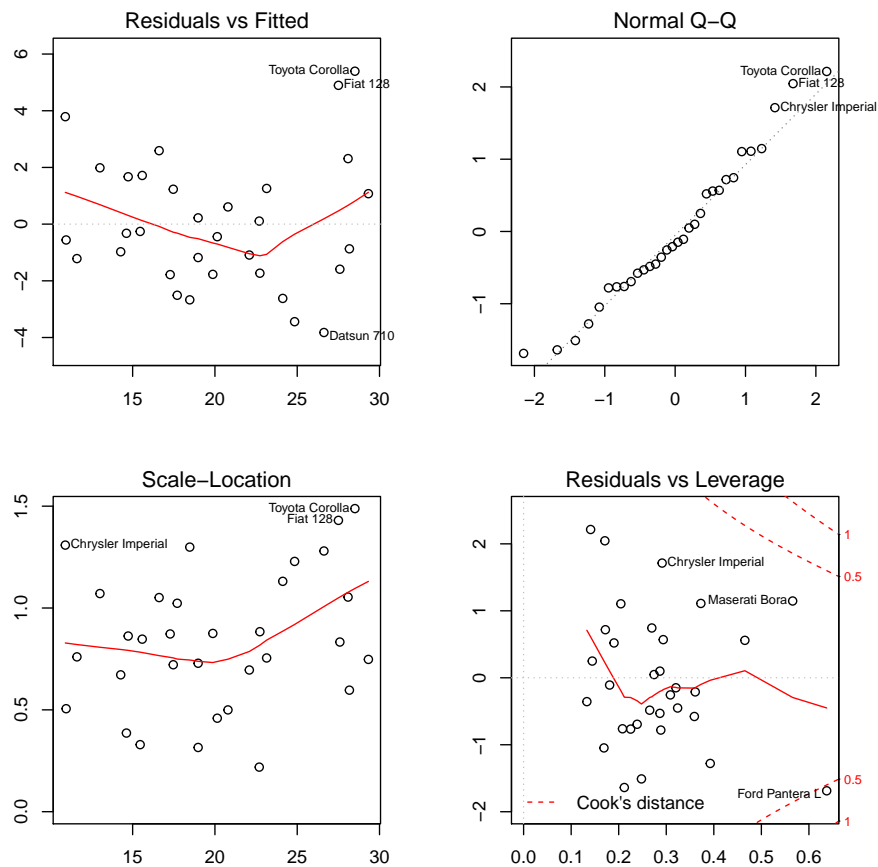 Residuals vs Fitted
6
4
2
0
−2
−4
Toyota Corolla
Fiat 128
Datsun 710
15 20 25 30
Normal Q−Q
2
1
0
−1
Toyota Corolla
Fiat 128
Chrysler Imperial
−2 −1 0 1 2
Scale−Location
1.5
1.0
0.5
0.0
Toyota Corolla
Fiat 128
Chrysler Imperial
15 20 25 30
Residuals vs Leverage
2
1
0
−1
−2
Chrysler Imperial
Maserati Bora
Ford Pantera L
Cook's distance
1
0.5
0.5
1
0.0 0.1 0.2 0.3 0.4 0.5 0.6